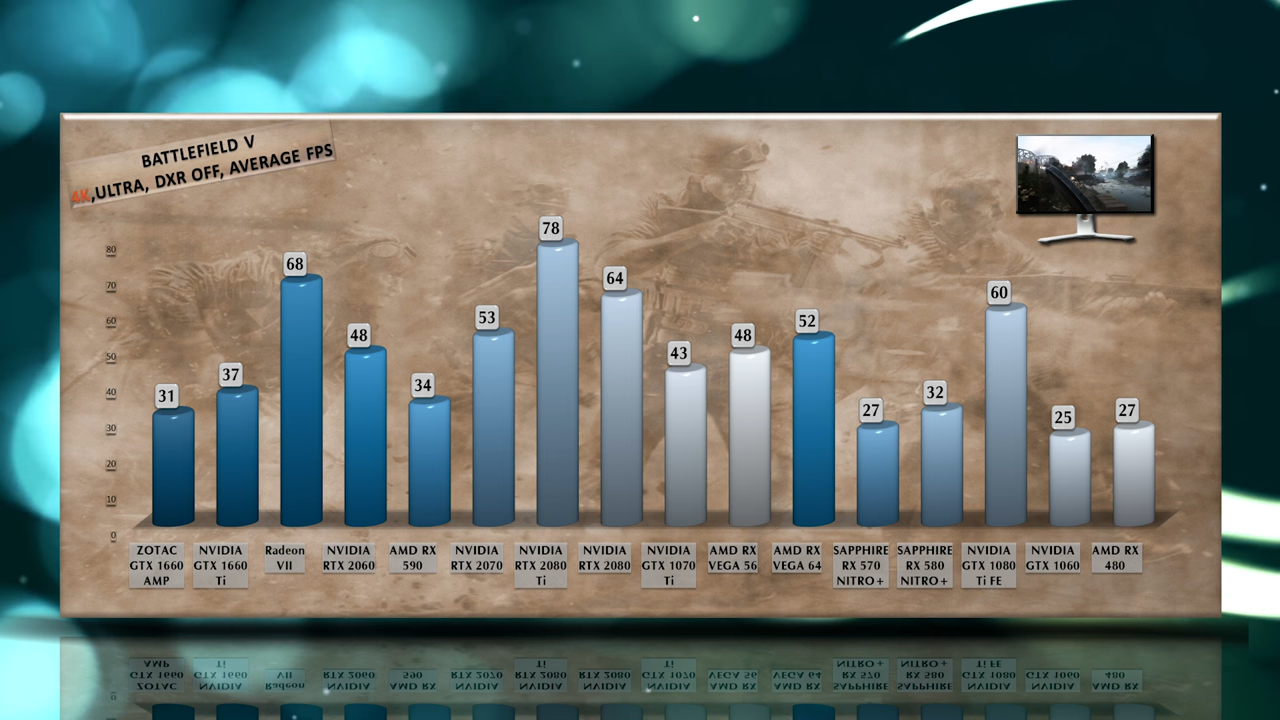 BATTLEFIELD V
4K,ULTRA, DXR OFF, AVERAGE FPS
80
70
60
50
40
30
20
10
0
31
37
68
48
34
53
78
64
43
48
52
27
32
60
25
27
ZOTAC
GTX 1660
AMP
NVIDIA
GTX 1660
Ti
Radeon
VII
NVIDIA
RTX 2060
AMD RX
590
NVIDIA
RTX 2070
NVIDIA
RTX 2080
Ti
NVIDIA
RTX 2080
NVIDIA
GTX 1070
Ti
AMD RX
VEGA 56
AMD RX
VEGA 64
SAPPHIRE
RX 570
NITRO+
SAPPHIRE
RX 580
NITRO+
NVIDIA
GTX 1080
Ti FE
NVIDIA
GTX 1060
AMD RX
480